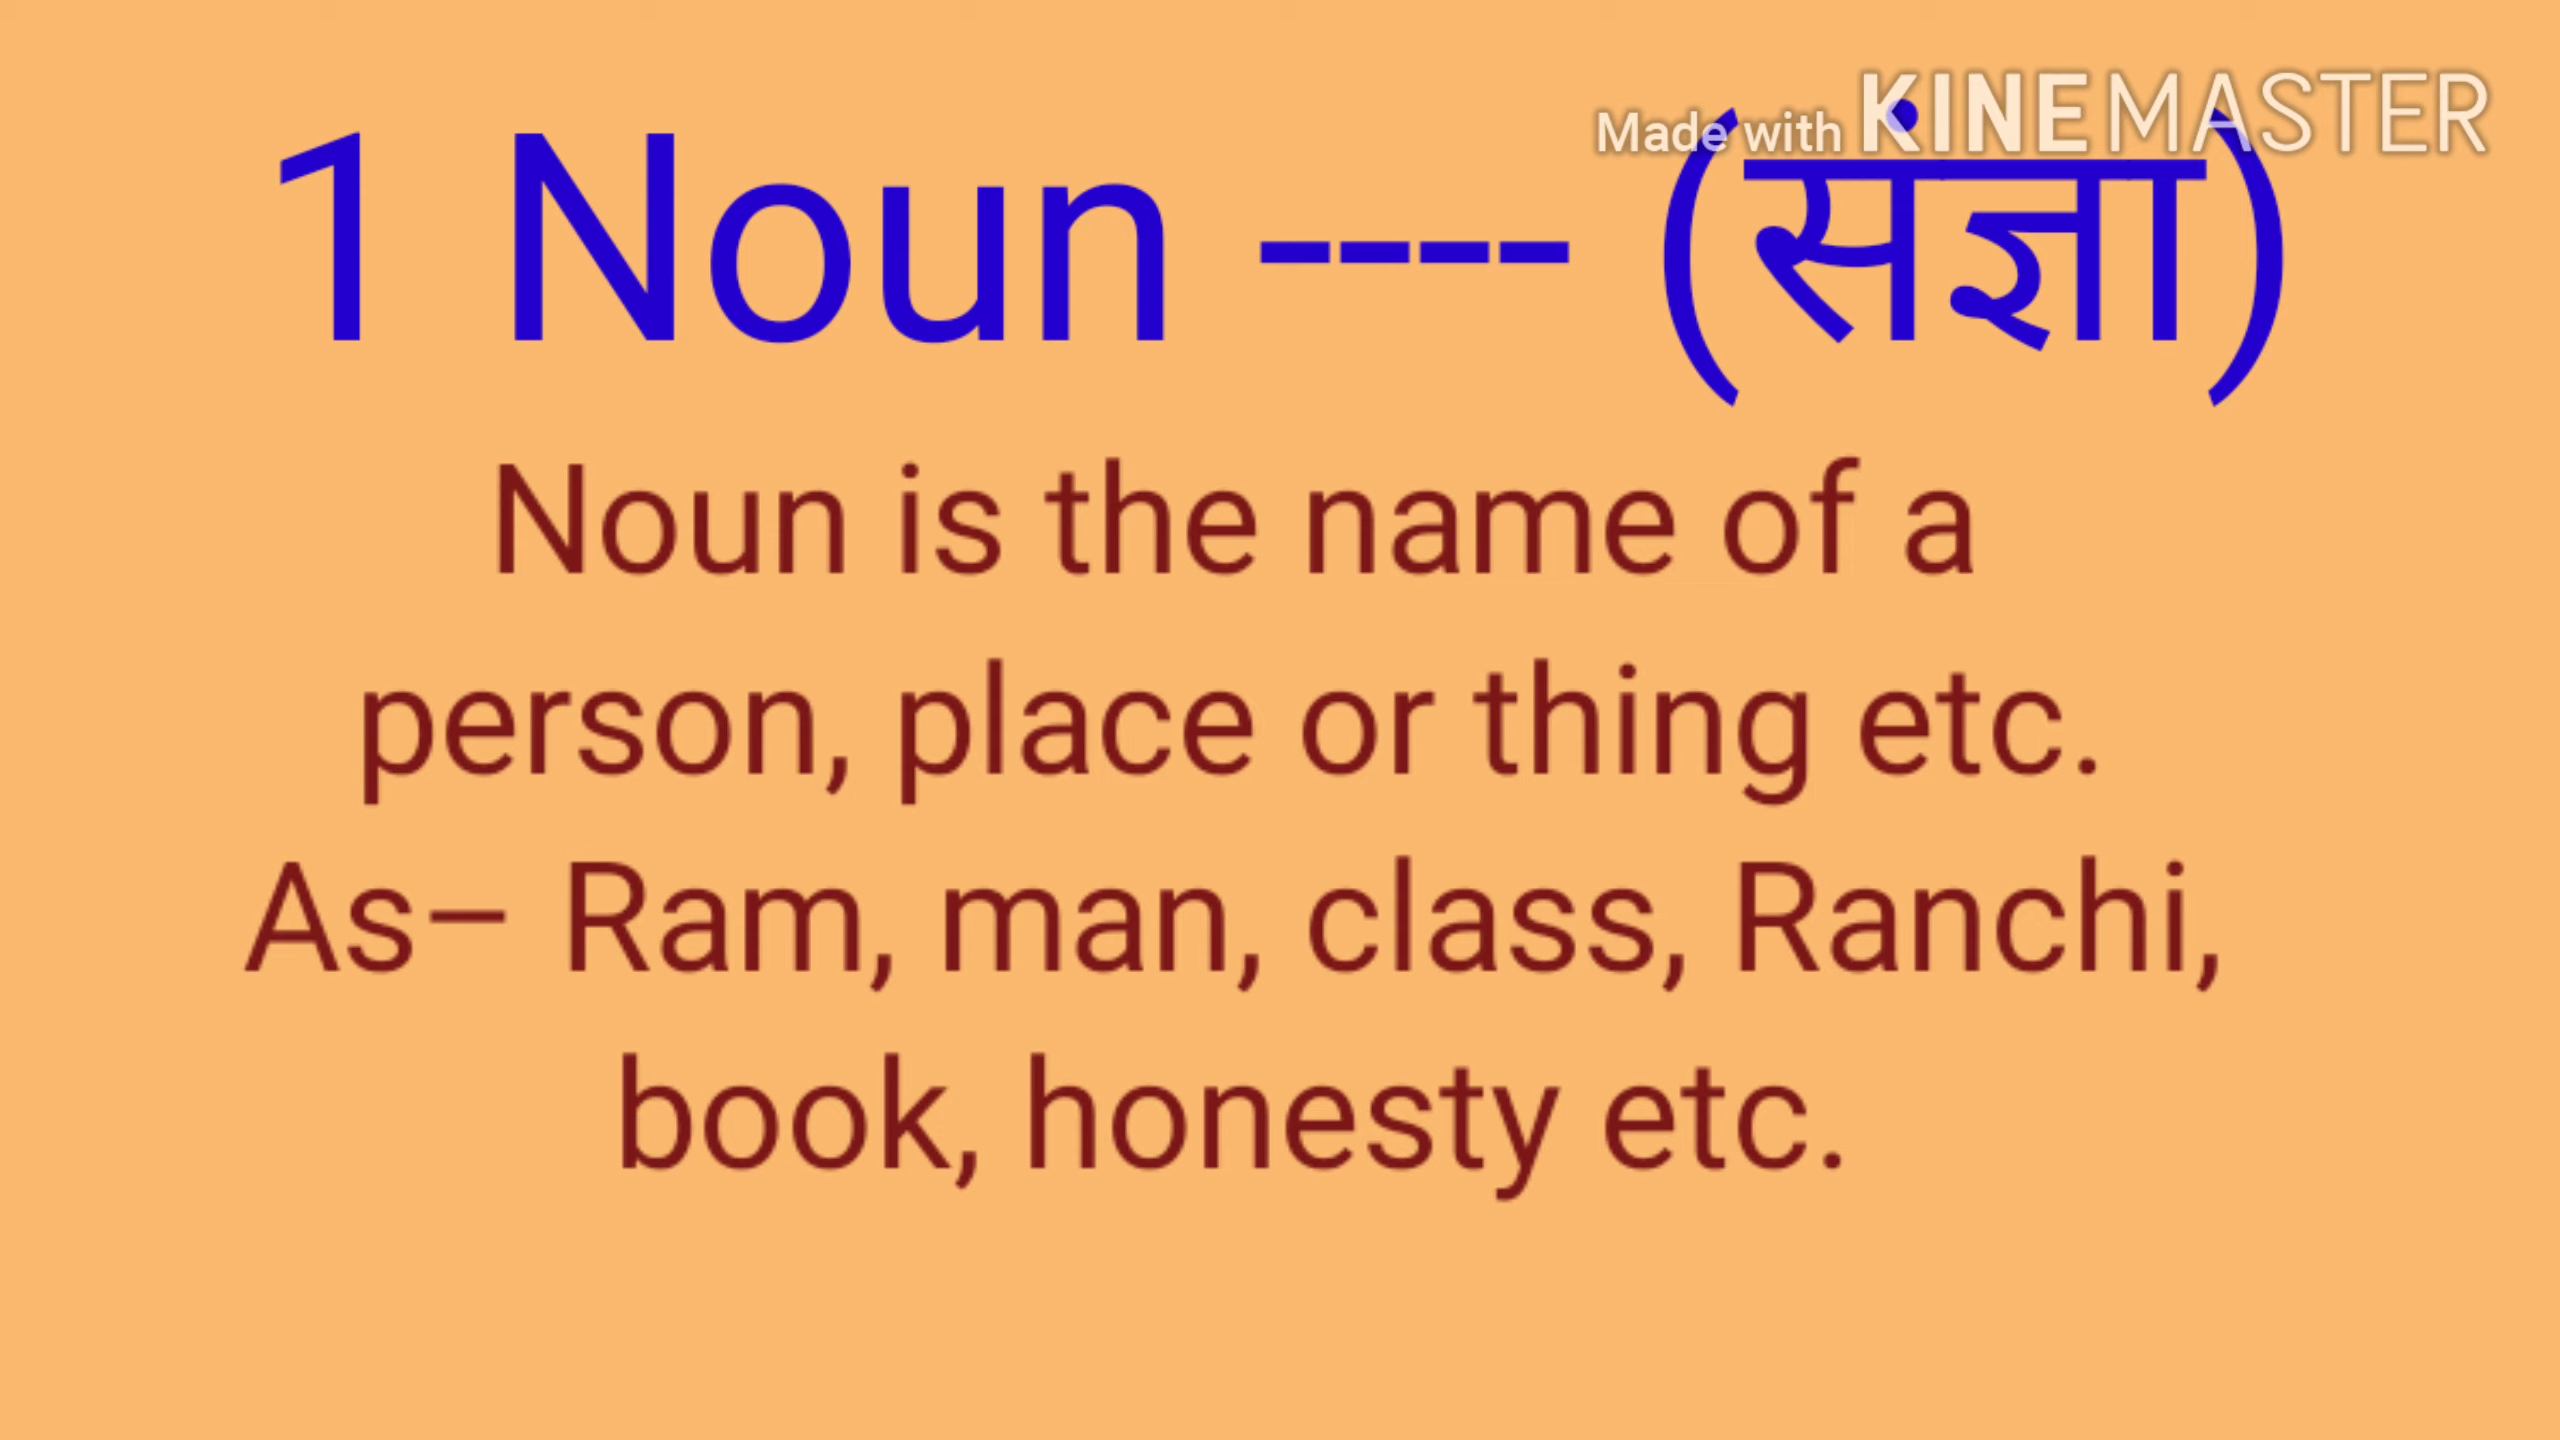 Made with KINEMASTER
1 Noun ---- (संज्ञा)
Noun is the name of a
person, place or thing etc.
As– Ram, man, class, Ranchi,
book, honesty etc.